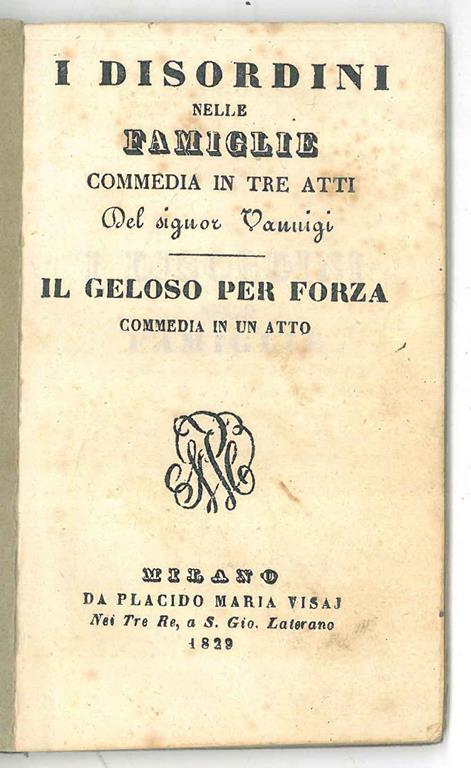 I DISORDINI
NELLE
FAMIGLIE
COMMEDIA IN TRE ATTI
Del signor Vannigi
IL GELOSO PER FORZA
COMMEDIA IN UN ATTO
MILANO
DA PLACIDO MARIA VISAJ
Nei Tre Re, a S. Gio. Laterano
1829